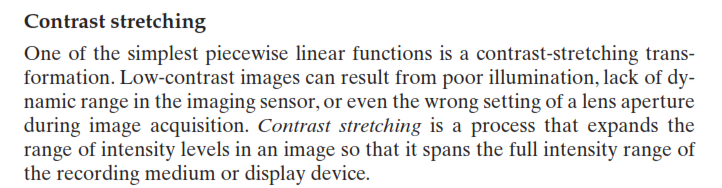 Contrast stretching
One of the simplest piecewise linear functions is a contrast-stretching trans-
formation. Low-contrast images can result from poor illumination, lack of dy-
namic range in the imaging sensor, or even the wrong setting of a lens aperture
during image acquisition. Contrast stretching is a process that expands the
range of intensity levels in an image so that it spans the full intensity range of
the recording medium or display device.